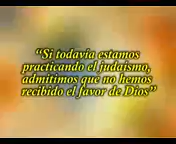 “Si todavía estamos
practicando el judaísmo,
admitimos que no hemos
recibido el favor de Dios”